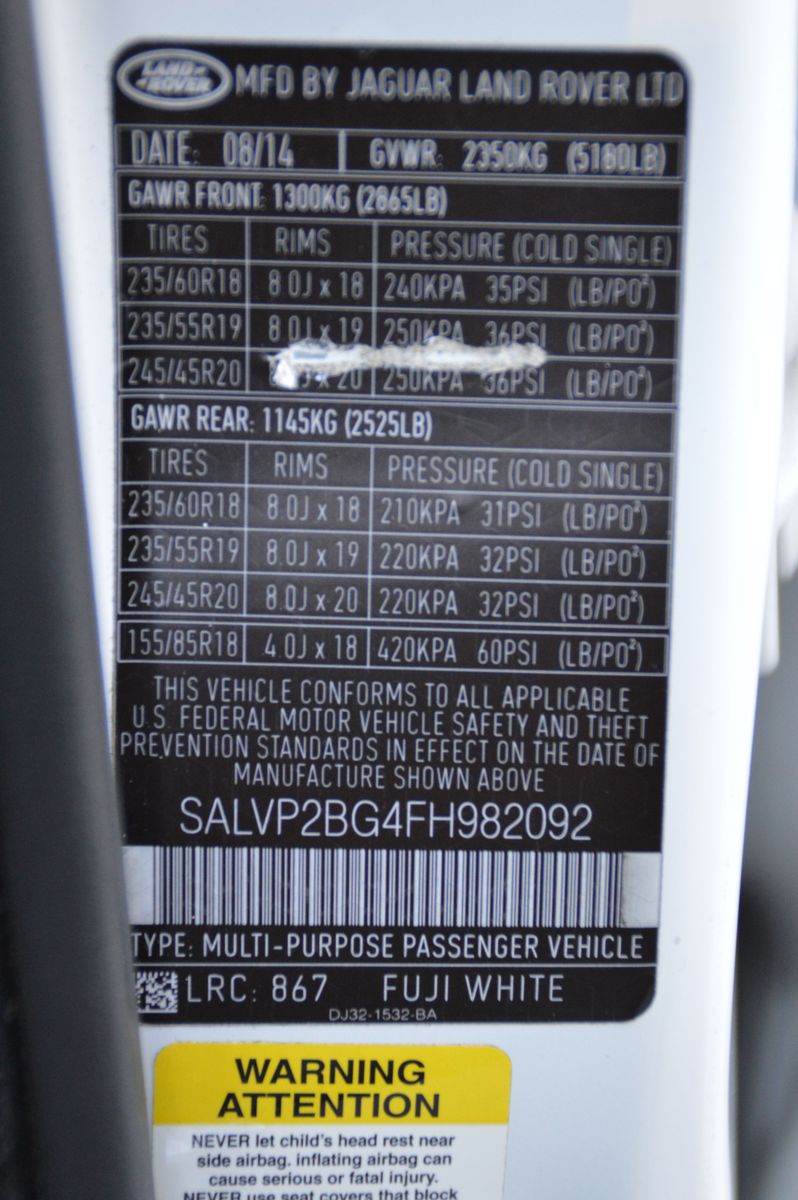 LAND ROVER MFD BY JAGUAR LAND ROVER LTD
DATE: 08/14 GVWR: 2350KG (5180LB)
GAWR FRONT: 1300KG (2865LB)
TIRES RIMS PRESSURE (COLD SINGLE)
235/60R18 8.0J x 18 240KPA 35PSI (LB/PO²)
235/55R19 8.0J x 19 250KPA 36PSI (LB/PO²)
245/45R20 x 20 250KPA 36PSI (LB/PO²)
GAWR REAR: 1145KG (2525LB)
TIRES RIMS PRESSURE (COLD SINGLE)
235/60R18 8.0J x 18 210KPA 31PSI (LB/PO²)
235/55R19 8.0J x 19 220KPA 32PSI (LB/PO²)
245/45R20 8.0J x 20 220KPA 32PSI (LB/PO²)
155/85R18 4.0J x 18 420KPA 60PSI (LB/PO²)
THIS VEHICLE CONFORMS TO ALL APPLICABLE
U.S. FEDERAL MOTOR VEHICLE SAFETY AND THEFT
PREVENTION STANDARDS IN EFFECT ON THE DATE OF
MANUFACTURE SHOWN ABOVE
SALVP2BG4FH982092
TYPE: MULTI-PURPOSE PASSENGER VEHICLE
LRC: 867 FUJI WHITE
DJ32-1532-BA
WARNING
ATTENTION
NEVER let child's head rest near
side airbag. inflating airbag can
cause serious or fatal injury.
NEVER use seat covers that block